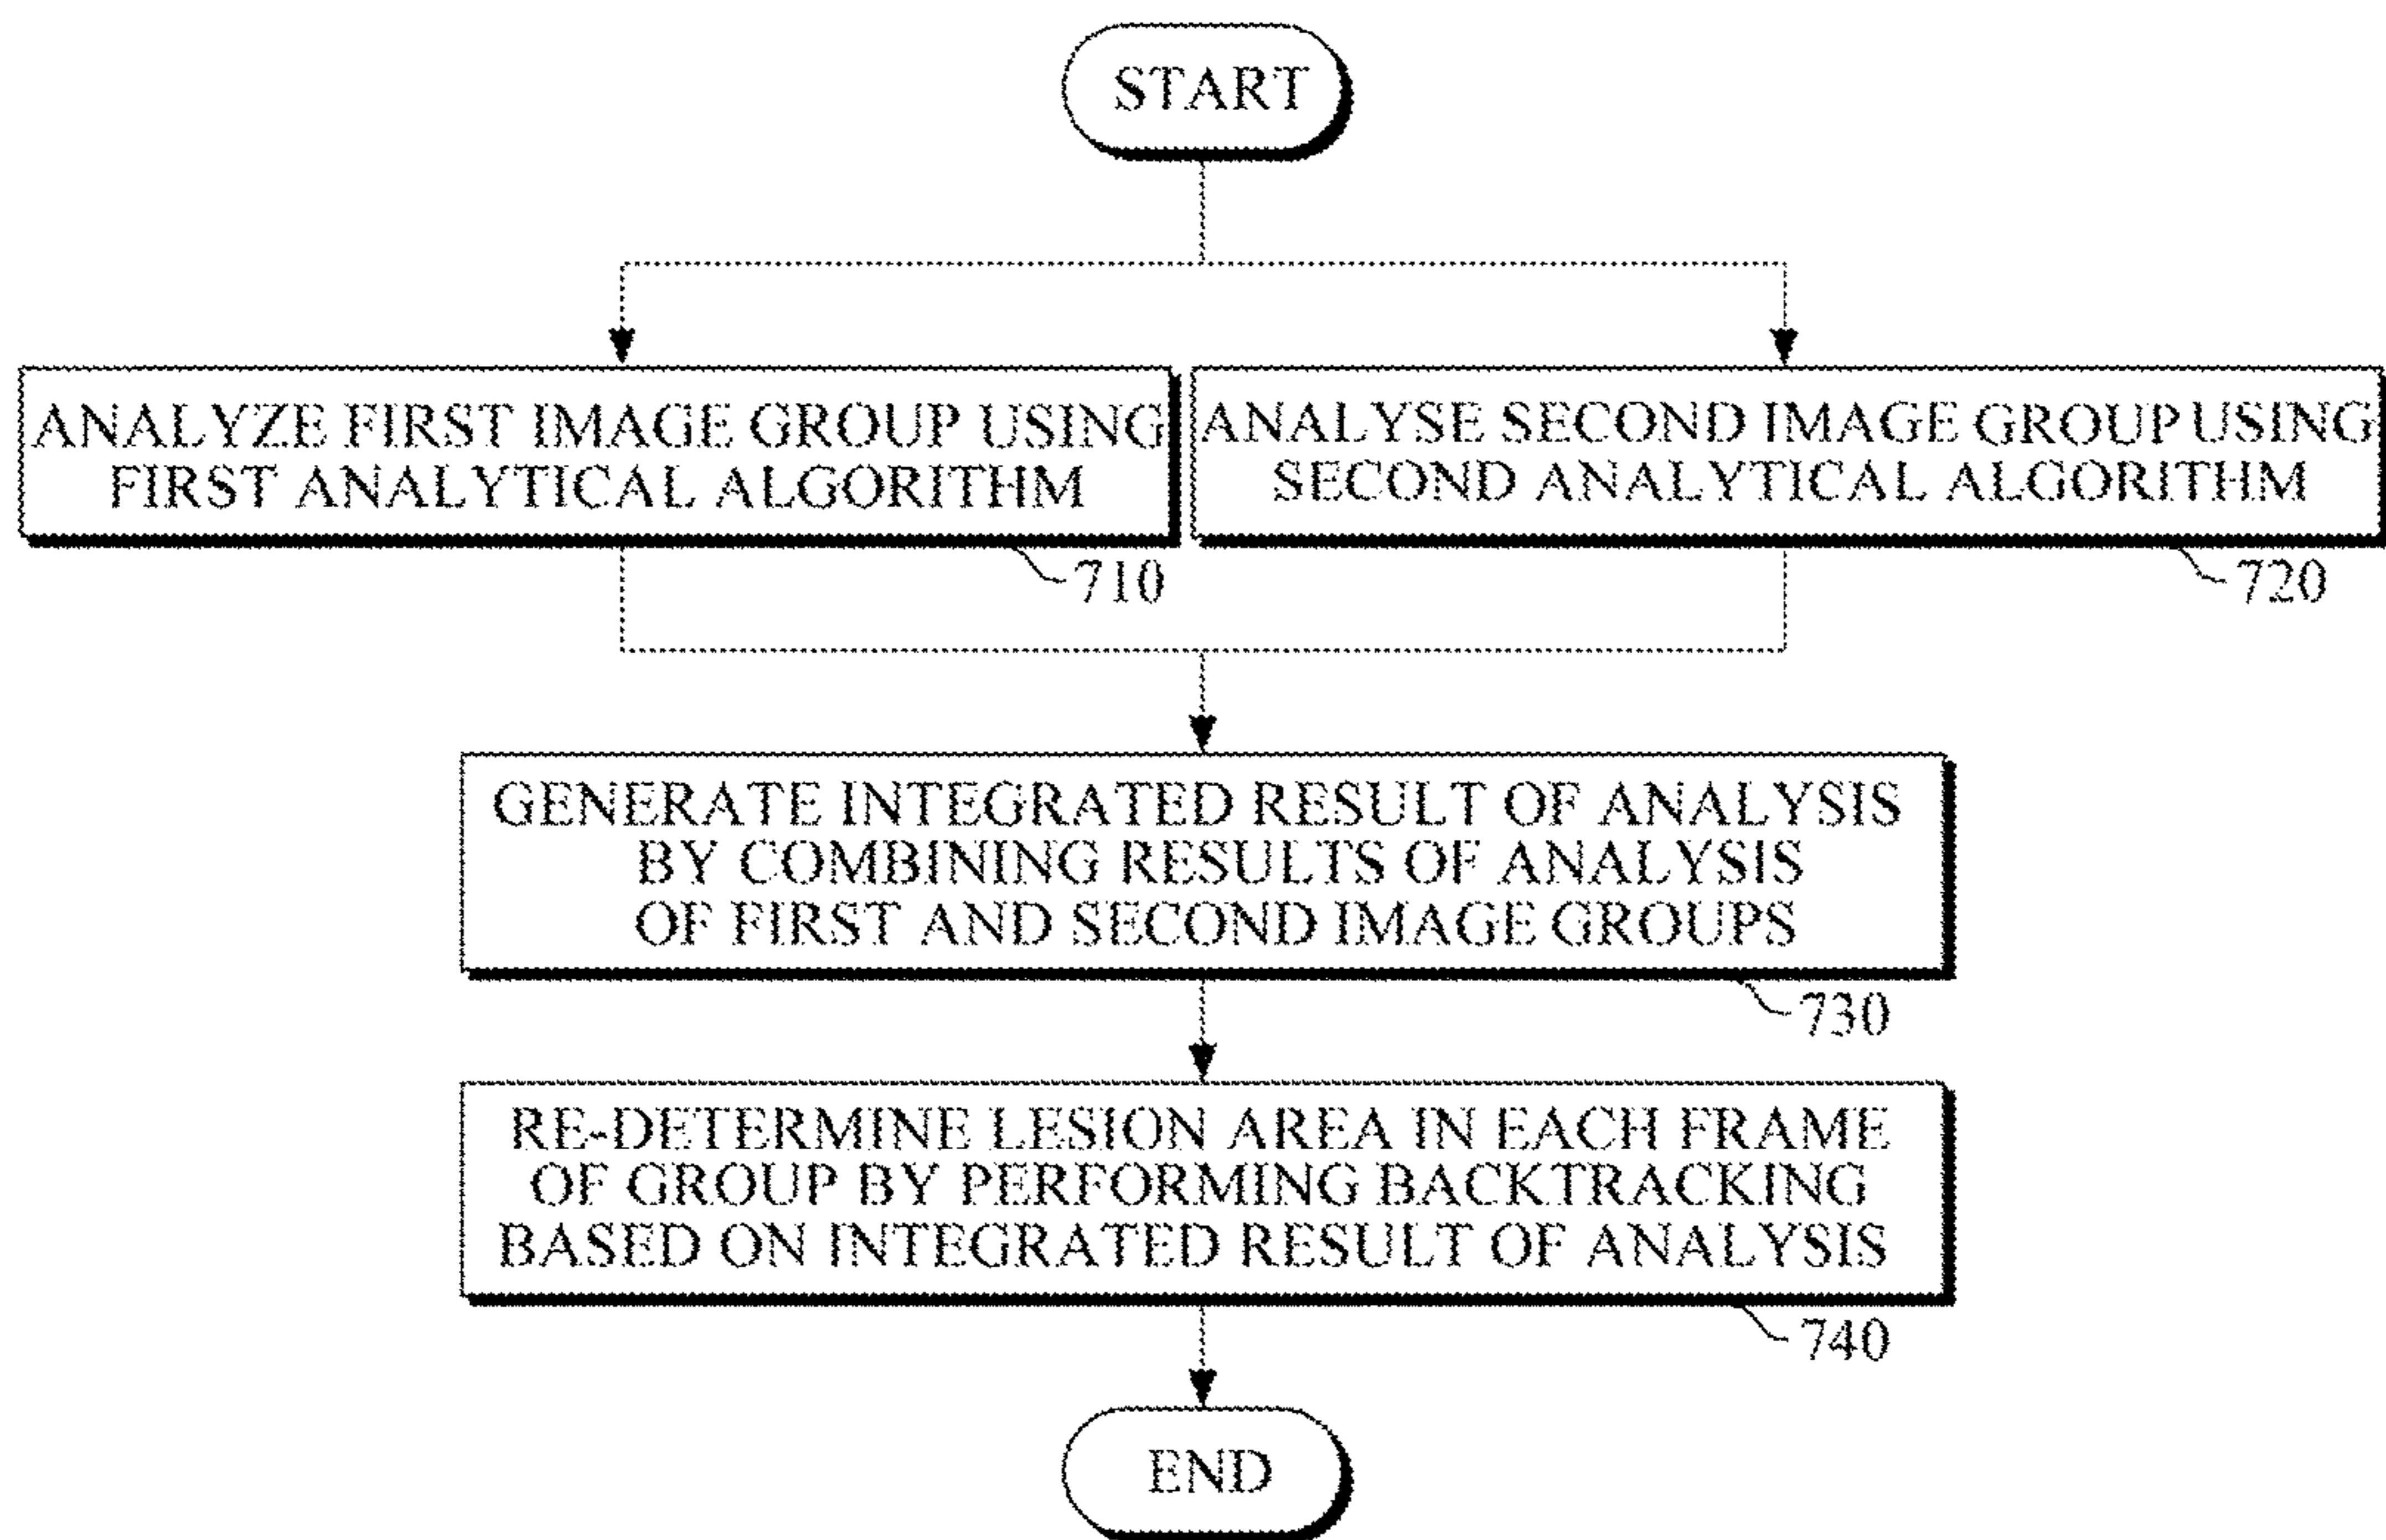 START
ANALYZE FIRST IMAGE GROUP USING
FIRST ANALYTICAL ALGORITHM
710
ANALYSE SECOND IMAGE GROUP USING
SECOND ANALYTICAL ALGORITHM
720
GENERATE INTEGRATED RESULT OF ANALYSIS
BY COMBINING RESULTS OF ANALYSIS
OF FIRST AND SECOND IMAGE GROUPS
730
RE-DETERMINE LESION AREA IN EACH FRAME
OF GROUP BY PERFORMING BACKTRACKING
BASED ON INTEGRATED RESULT OF ANALYSIS
740
END